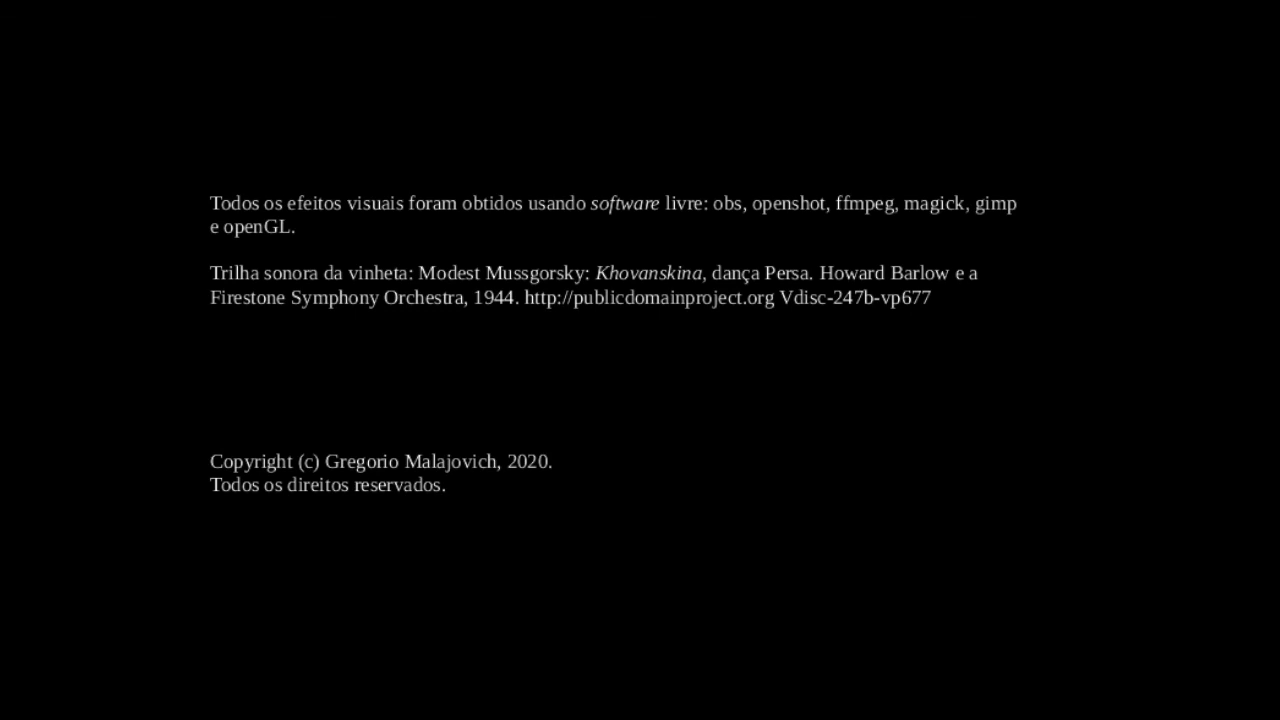 Todos os efeitos visuais foram obtidos usando software livre: obs, openshot, ffmpeg, magick, gimp
e openGL.
Trilha sonora da vinheta: Modest Mussgorsky: Khovanskina, dança Persa. Howard Barlow e a
Firestone Symphony Orchestra, 1944. http://publicdomainproject.org Vdisc-247b-vp677
Copyright (c) Gregorio Malajovich, 2020.
Todos os direitos reservados.